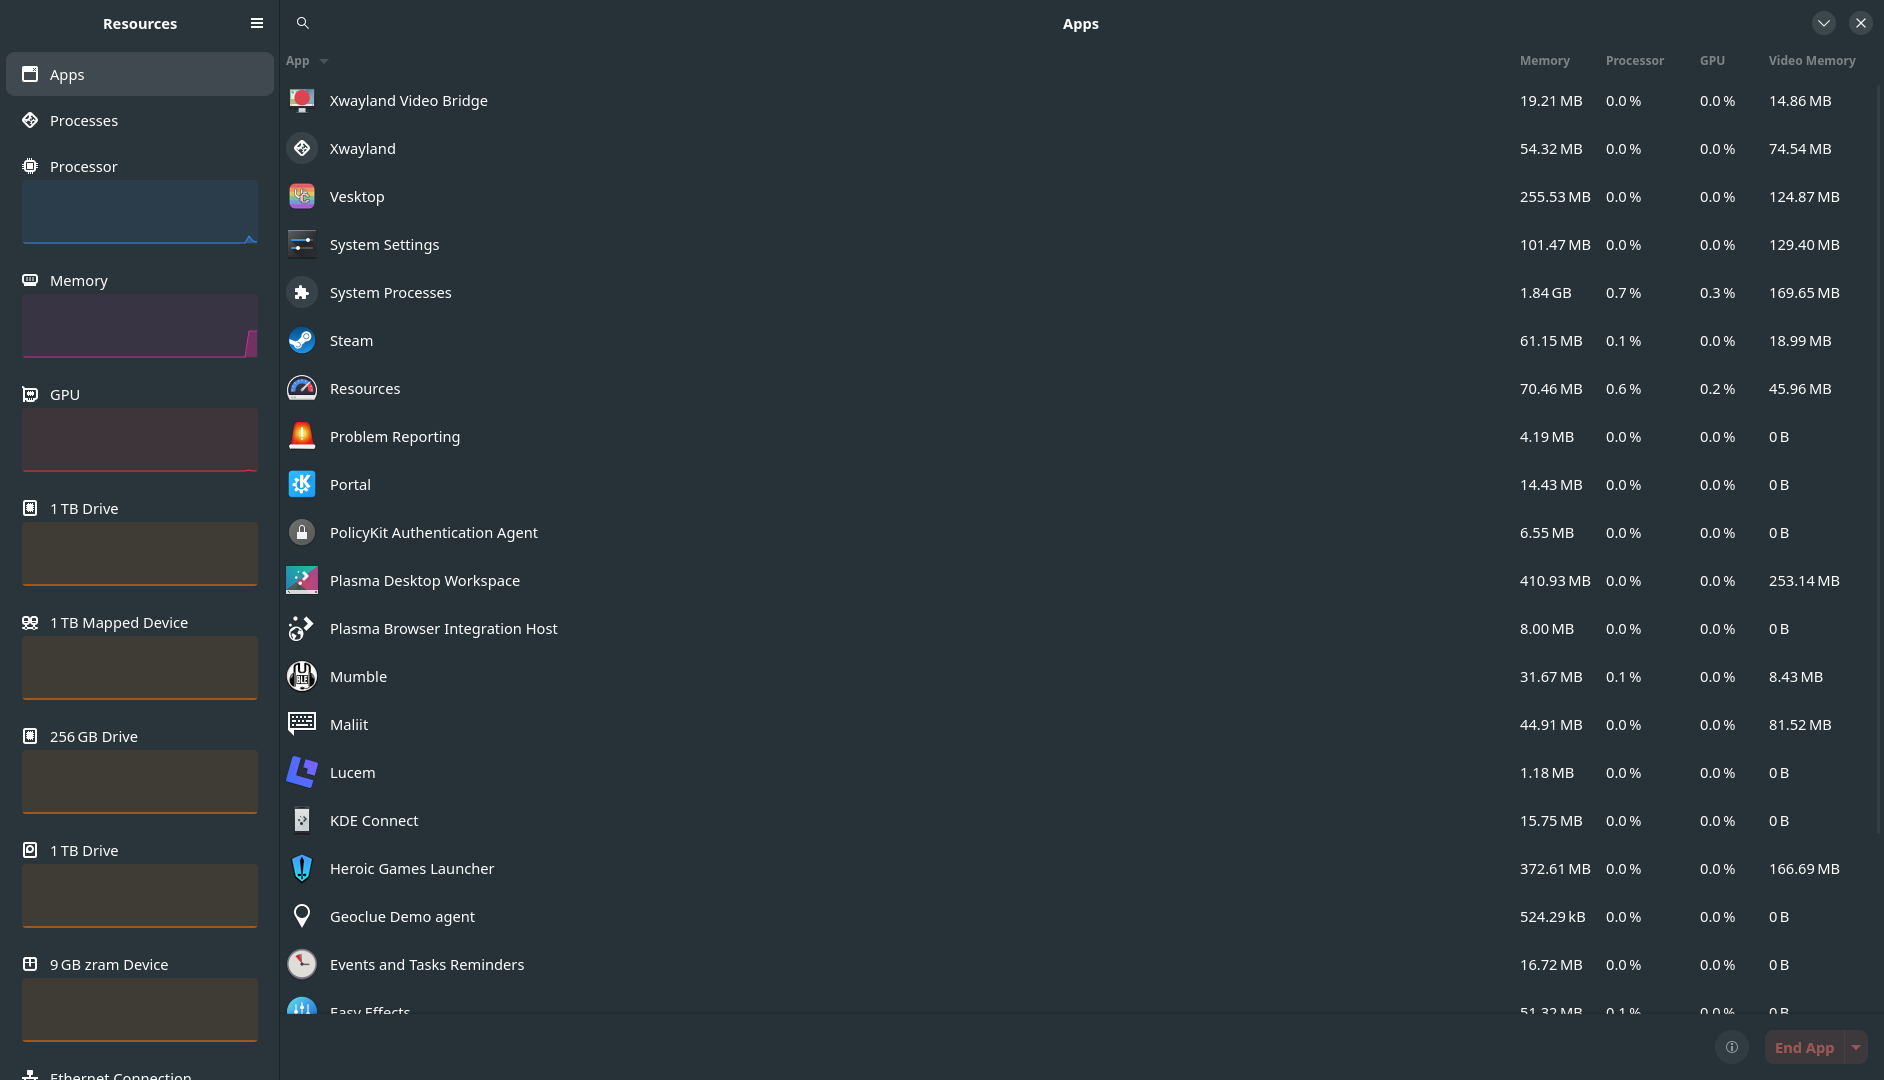 Resources
Apps
Apps
Processes
Processor
Memory
GPU
1 TB Drive
1 TB Mapped Device
256 GB Drive
1 TB Drive
9 GB zram Device
Ethernet Connection
App Memory Processor GPU Video Memory
Xwayland Video Bridge 19.21 MB 0.0 % 0.0 % 14.86 MB
Xwayland 54.32 MB 0.0 % 0.0 % 74.54 MB
Vesktop 255.53 MB 0.0 % 0.0 % 124.87 MB
System Settings 101.47 MB 0.0 % 0.0 % 129.40 MB
System Processes 1.84 GB 0.7 % 0.3 % 169.65 MB
Steam 61.15 MB 0.1 % 0.0 % 18.99 MB
Resources 70.46 MB 0.6 % 0.2 % 45.96 MB
Problem Reporting 4.19 MB 0.0 % 0.0 % 0 B
Portal 14.43 MB 0.0 % 0.0 % 0 B
PolicyKit Authentication Agent 6.55 MB 0.0 % 0.0 % 0 B
Plasma Desktop Workspace 410.93 MB 0.0 % 0.0 % 253.14 MB
Plasma Browser Integration Host 8.00 MB 0.0 % 0.0 % 0 B
Mumble 31.67 MB 0.1 % 0.0 % 8.43 MB
Maliit 44.91 MB 0.0 % 0.0 % 81.52 MB
Lucem 1.18 MB 0.0 % 0.0 % 0 B
KDE Connect 15.75 MB 0.0 % 0.0 % 0 B
Heroic Games Launcher 372.61 MB 0.0 % 0.0 % 166.69 MB
Geoclue Demo agent 524.29 kB 0.0 % 0.0 % 0 B
Events and Tasks Reminders 16.72 MB 0.0 % 0.0 % 0 B
Easy Effects 51.32 MB 0.1 % 0.0 % 0 B
End App